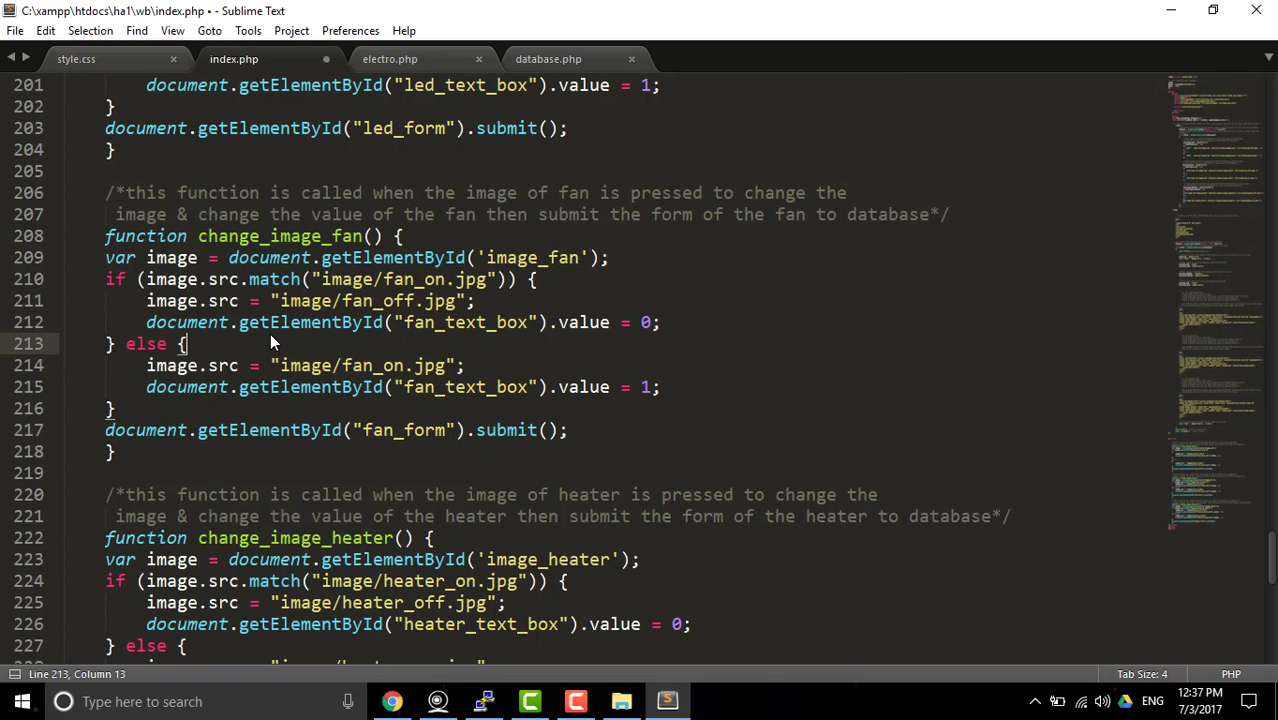 C:\xampp\htdocs\ha1\wb\index.php • - Sublime Text
File Edit Selection Find View Goto Tools Project Preferences Help
style.css index.php electro.php database.php
201 document.getElementById("led_text_box").value = 1;
202 }
203 document.getElementById("led_form").submit();
204 }
205
206 /*this function is called when the image of fan is pressed to change the
207 image & change the value of the fan then submit the form of the fan to database*/
208 function change_image_fan() {
209 var image = document.getElementById('image_fan');
210 if (image.src.match("image/fan_on.jpg")) {
211 image.src = "image/fan_off.jpg";
212 document.getElementById("fan_text_box").value = 0;
213 } else {
214 image.src = "image/fan_on.jpg";
215 document.getElementById("fan_text_box").value = 1;
216 }
217 document.getElementById("fan_form").submit();
218 }
219
220 /*this function is called when the image of heater is pressed to change the
221 image & change the value of the heater then submit the form of the heater to database*/
222 function change_image_heater() {
223 var image = document.getElementById('image_heater');
224 if (image.src.match("image/heater_on.jpg")) {
225 image.src = "image/heater_off.jpg";
226 document.getElementById("heater_text_box").value = 0;
227 } else {
Line 213, Column 13 Tab Size: 4 PHP
Type here to search ENG 12:37 PM
7/3/2017